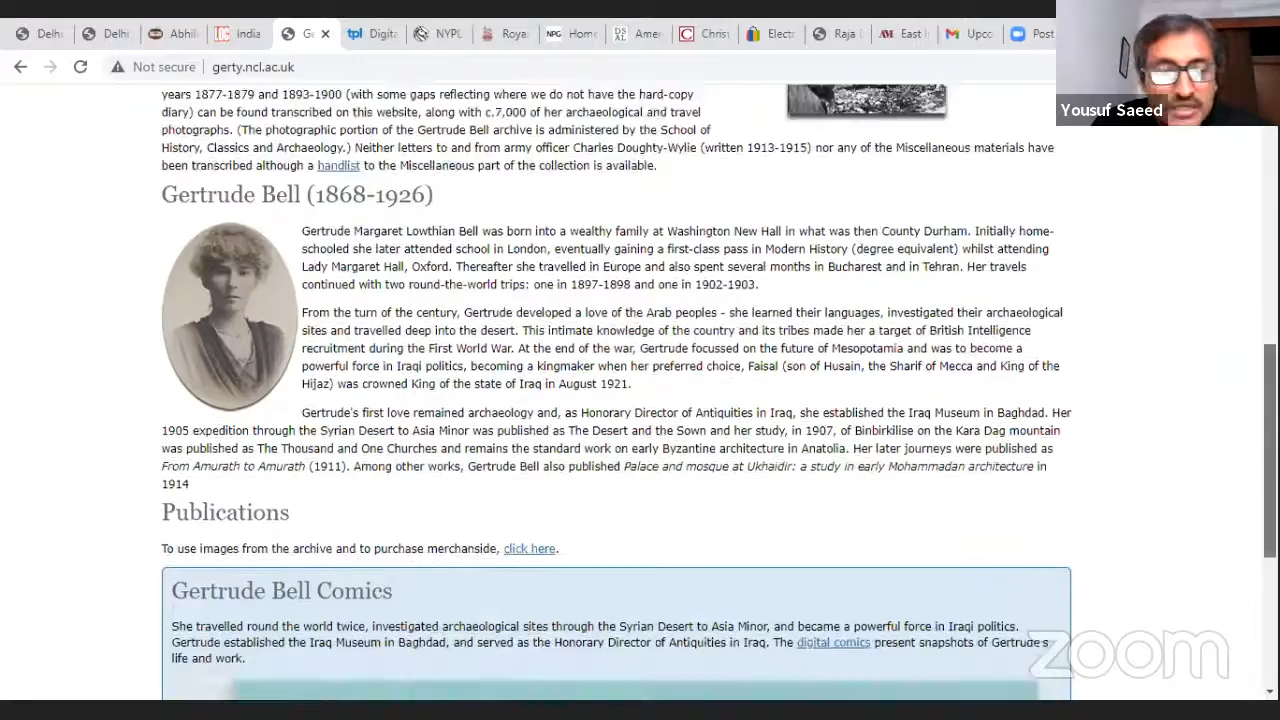 Delhi
Delhi
Abhil
India
Ge
tpl Digita
NYPL
Roya
NPG Home
DS AL Amer
Christ
Electr
Raja
AM East I
Upco
Post
Not secure
gerty.ncl.ac.uk
Yousuf Saeed
years 1877-1879 and 1893-1900 (with some gaps reflecting where we do not have the hard-copy
diary) can be found transcribed on this website, along with c.7,000 of her archaeological and travel
photographs. (The photographic portion of the Gertrude Bell archive is administered by the School of
History, Classics and Archaeology.) Neither letters to and from army officer Charles Doughty-Wylie (written 1913-1915) nor any of the Miscellaneous materials have
been transcribed although a handlist to the Miscellaneous part of the collection is available.
Gertrude Bell (1868-1926)
Gertrude Margaret Lowthian Bell was born into a wealthy family at Washington New Hall in what was then County Durham. Initially home-
schooled she later attended school in London, eventually gaining a first-class pass in Modern History (degree equivalent) whilst attending
Lady Margaret Hall, Oxford. Thereafter she travelled in Europe and also spent several months in Bucharest and in Tehran. Her travels
continued with two round-the-world trips: one in 1897-1898 and one in 1902-1903.
From the turn of the century, Gertrude developed a love of the Arab peoples - she learned their languages, investigated their archaeological
sites and travelled deep into the desert. This intimate knowledge of the country and its tribes made her a target of British Intelligence
recruitment during the First World War. At the end of the war, Gertrude focussed on the future of Mesopotamia and was to become a
powerful force in Iraqi politics, becoming a kingmaker when her preferred choice, Faisal (son of Husain, the Sharif of Mecca and King of the
Hijaz) was crowned King of the state of Iraq in August 1921.
Gertrude's first love remained archaeology and, as Honorary Director of Antiquities in Iraq, she established the Iraq Museum in Baghdad. Her
1905 expedition through the Syrian Desert to Asia Minor was published as The Desert and the Sown and her study, in 1907, of Binbirkilise on the Kara Dag mountain
was published as The Thousand and One Churches and remains the standard work on early Byzantine architecture in Anatolia. Her later journeys were published as
From Amurath to Amurath (1911). Among other works, Gertrude Bell also published Palace and mosque at Ukhaidir: a study in early Mohammadan architecture in
1914
Publications
To use images from the archive and to purchase merchanside, click here.
Gertrude Bell Comics
She travelled round the world twice, investigated archaeological sites through the Syrian Desert to Asia Minor, and became a powerful force in Iraqi politics.
Gertrude established the Iraq Museum in Baghdad, and served as the Honorary Director of Antiquities in Iraq. The digital comics present snapshots of Gertrude's
life and work.
zoom